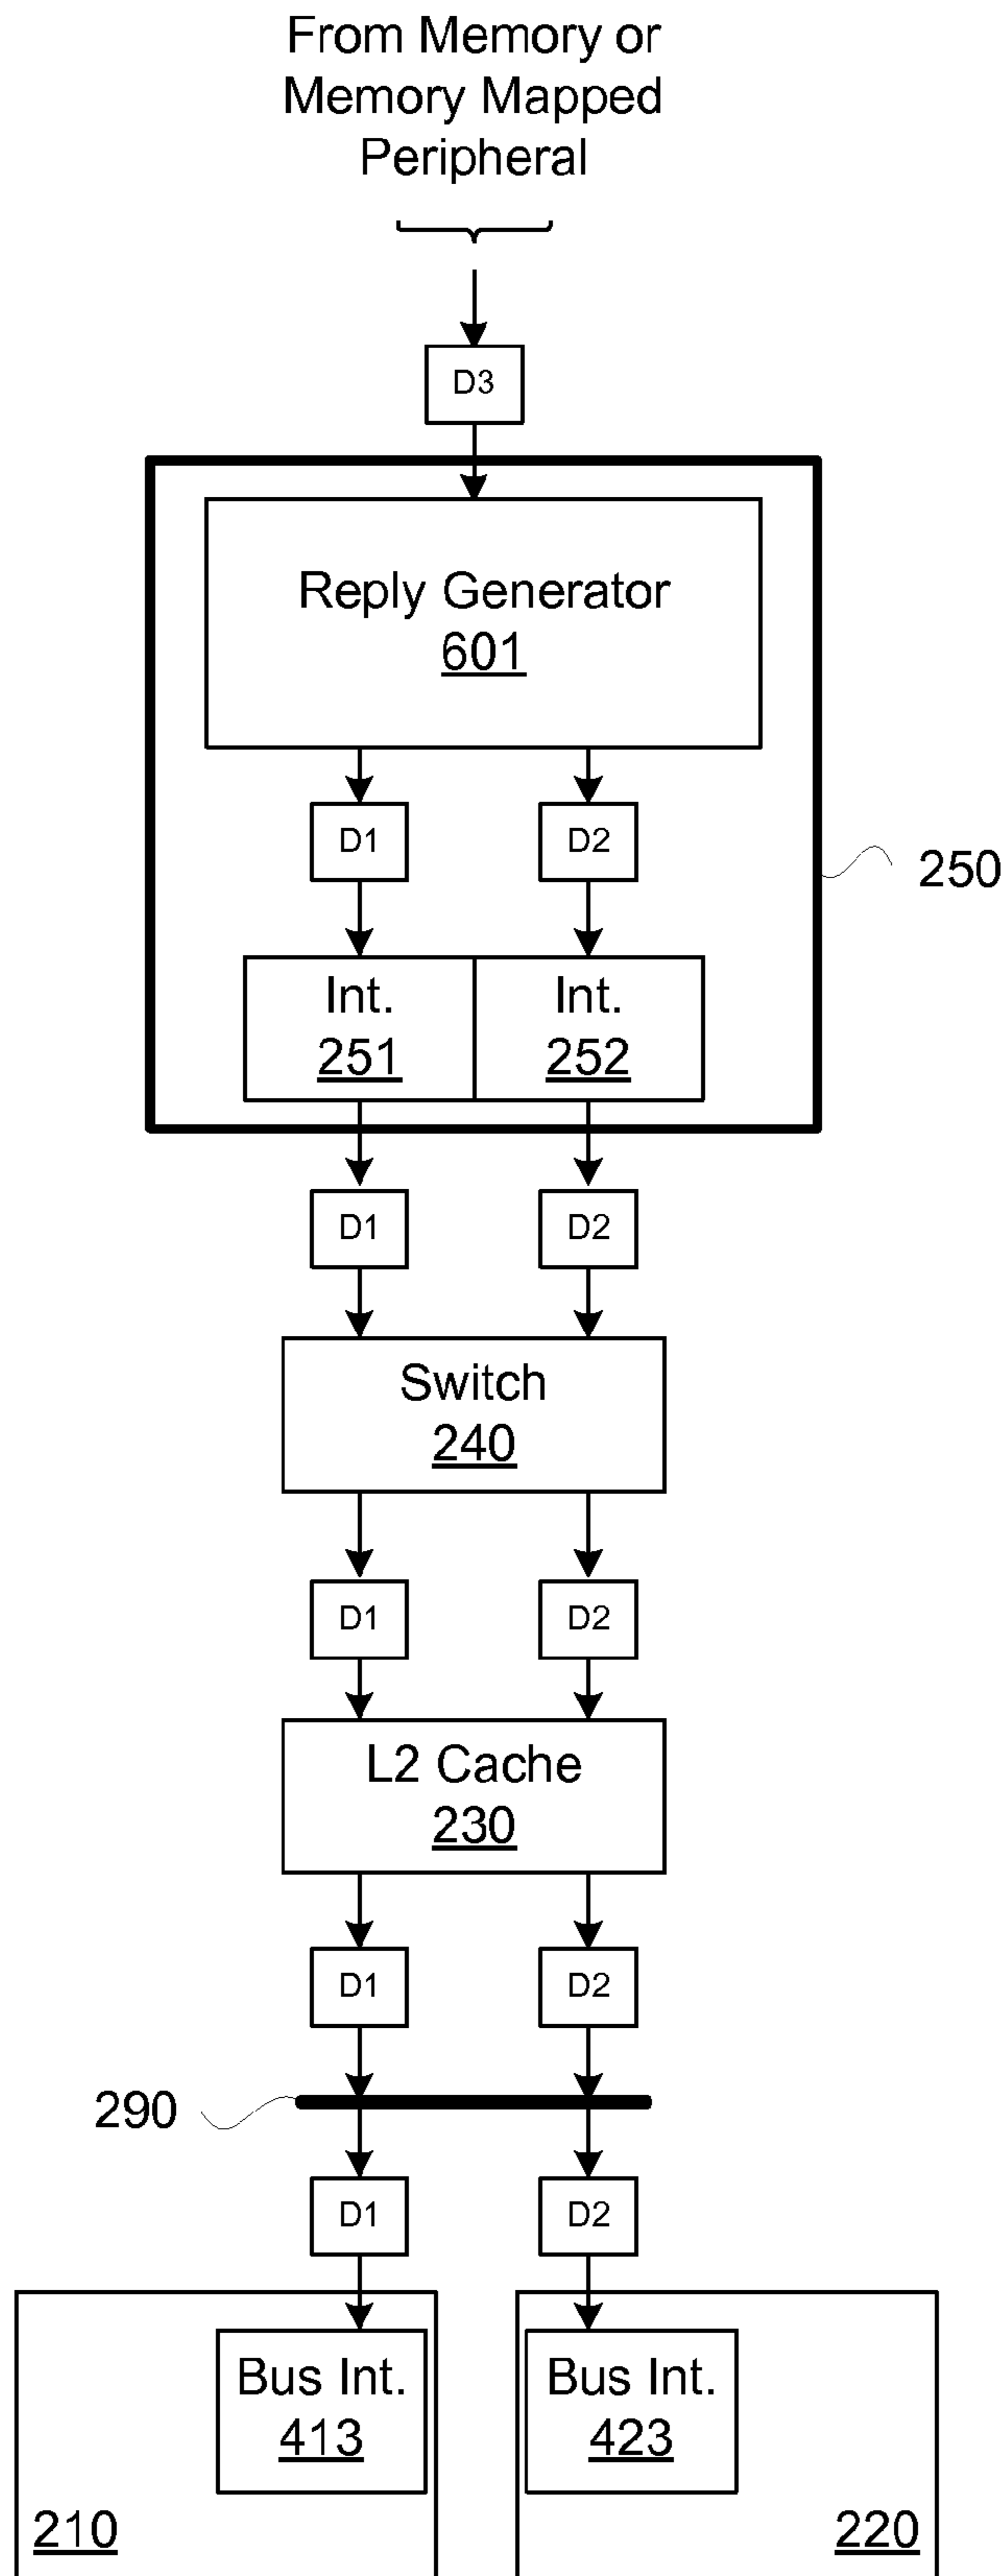 From Memory or
Memory Mapped
Peripheral
D3
Reply Generator
601
D1 D2
250
Int. Int.
251 252
D1 D2
Switch
240
D1 D2
L2 Cache
230
D1 D2
290
D1 D2
Bus Int. Bus Int.
413 423
210 220